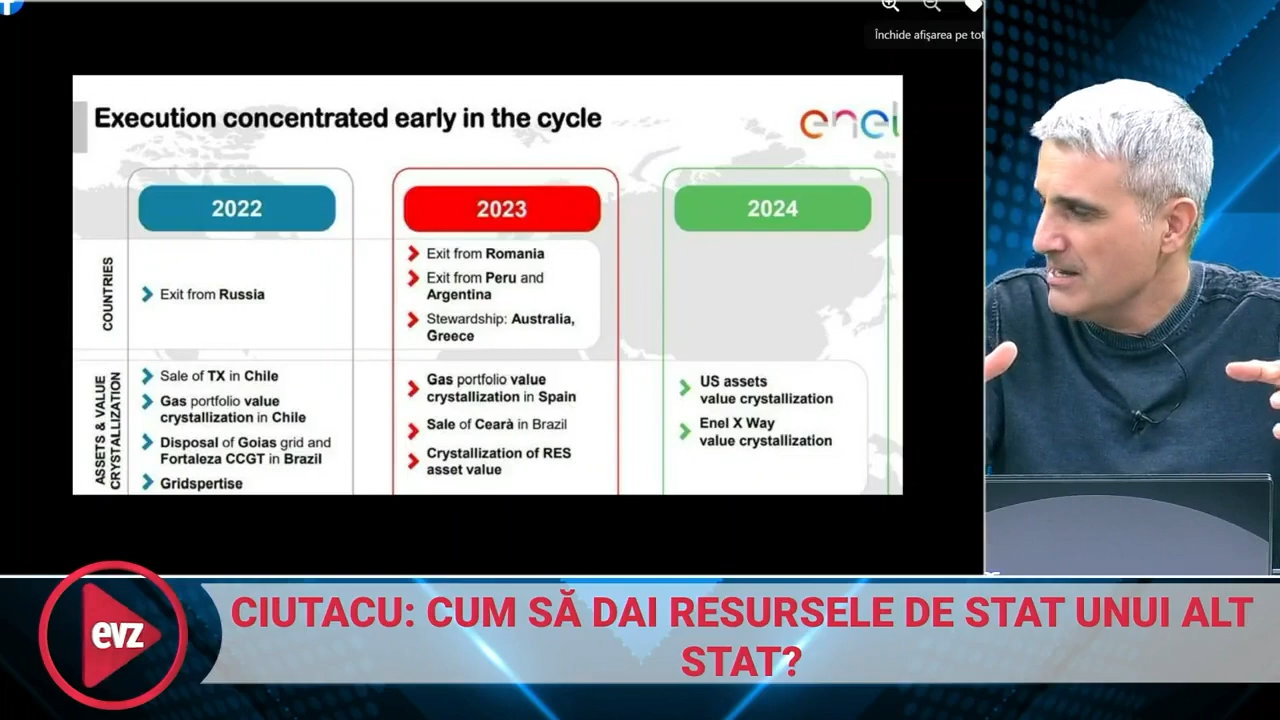 Închide afișarea pe tot
Execution concentrated early in the cycle
enel
2022
2023
2024
COUNTRIES
Exit from Russia
Exit from Romania
Exit from Peru and
Argentina
Stewardship: Australia,
Greece
ASSETS & VALUE
CRYSTALLIZATION
Sale of TX in Chile
Gas portfolio value
crystallization in Chile
Disposal of Goias grid and
Fortaleza CCGT in Brazil
Gridspertise
Gas portfolio value
crystallization in Spain
Sale of Cearà in Brazil
Crystallization of RES
asset value
US assets
value crystallization
Enel X Way
value crystallization
evz
CIUTACU: CUM SĂ DAI RESURSELE DE STAT UNUI ALT
STAT?